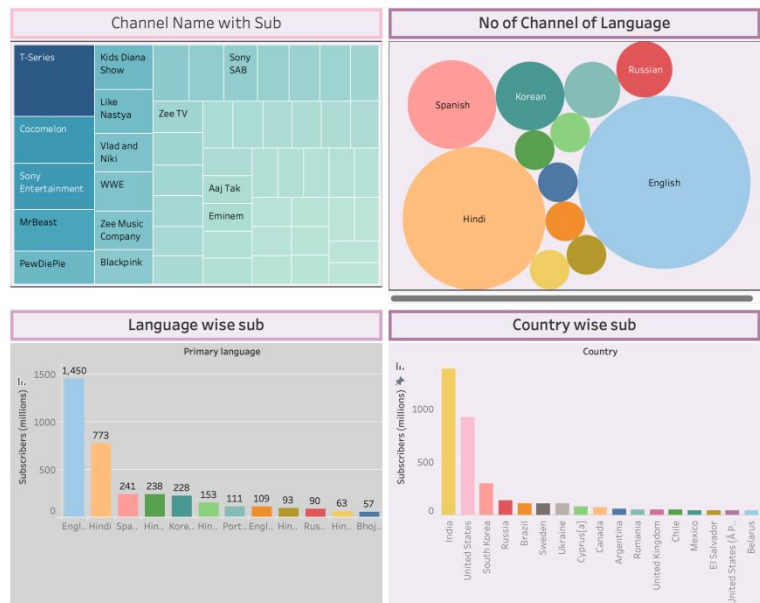 Channel Name with Sub
T-Series
Cocomelon
Sony
Entertainment
MrBeast
PewDiePie
Kids Diana
Show
Like
Nastya
Vlad and
Niki
WWE
Zee Music
Company
Blackpink
Zee TV
Sony
SAB
Aaj Tak
Eminem
No of Channel of Language
Spanish
Korean
Russian
English
Hindi
Language wise sub
Primary language
Subscribers (millions)
1500
1000
500
0
1,450
773
241
238
228
153
111
109
93
90
63
57
Engl.. Hindi Spa.. Hin.. Kore.. Hin.. Port.. Engl.. Hin.. Rus.. Hin.. Bhoj..
Country wise sub
Country
Subscribers (millions)
1000
500
0
India
United States
South Korea
Russia
Brazil
Sweden
Ukraine
Cyprus[a]
Canada
Argentina
Romania
United Kingdom
Chile
Mexico
El Salvador
United States (Â P..
Belarus